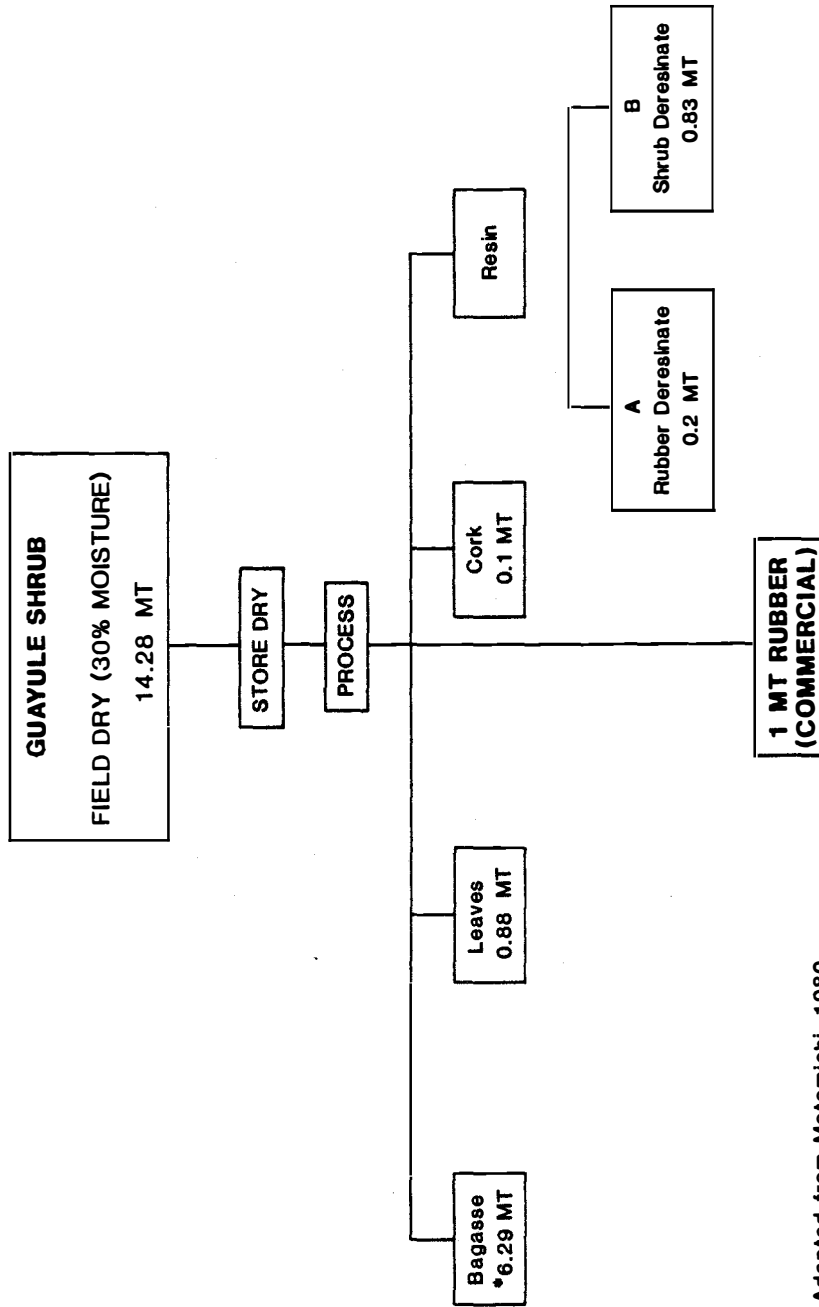 GUAYULE SHRUB
FIELD DRY (30% MOISTURE)
14.28 MT
STORE DRY
PROCESS
Bagasse
*6.29 MT
Leaves
0.88 MT
Cork
0.1 MT
Resin
A
Rubber Deresinate
0.2 MT
B
Shrub Deresinate
0.83 MT
1 MT RUBBER
(COMMERCIAL)
Adapted from